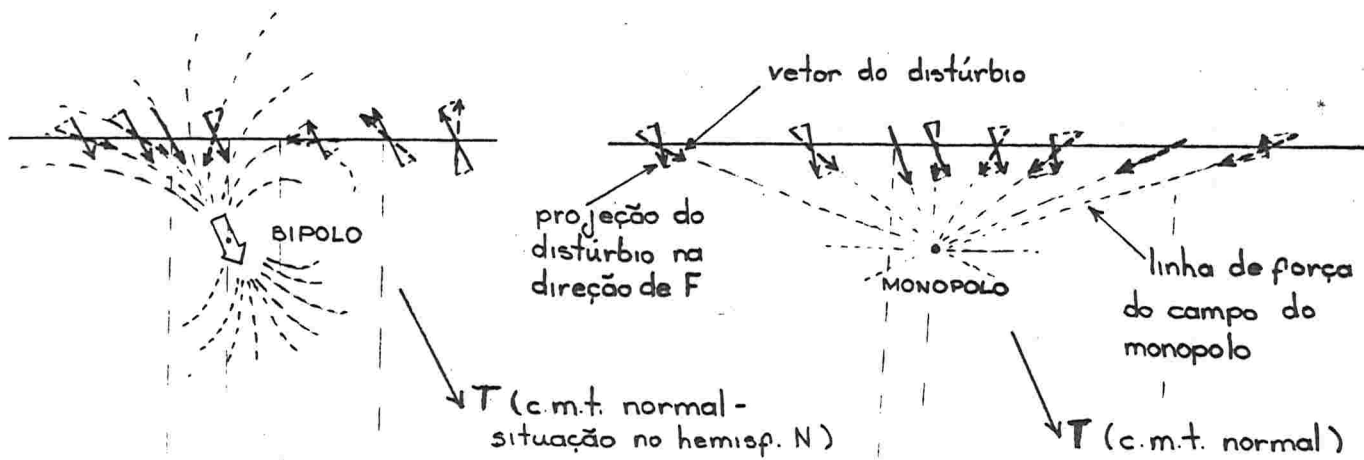 BIPOLO
T (c.m.t. normal -
situação no hemisf. N)
vetor do distúrbio
projeção do
distúrbio na
direção de F
MONOPOLO
linha de força
do campo do
monopolo
T (c.m.t. normal)